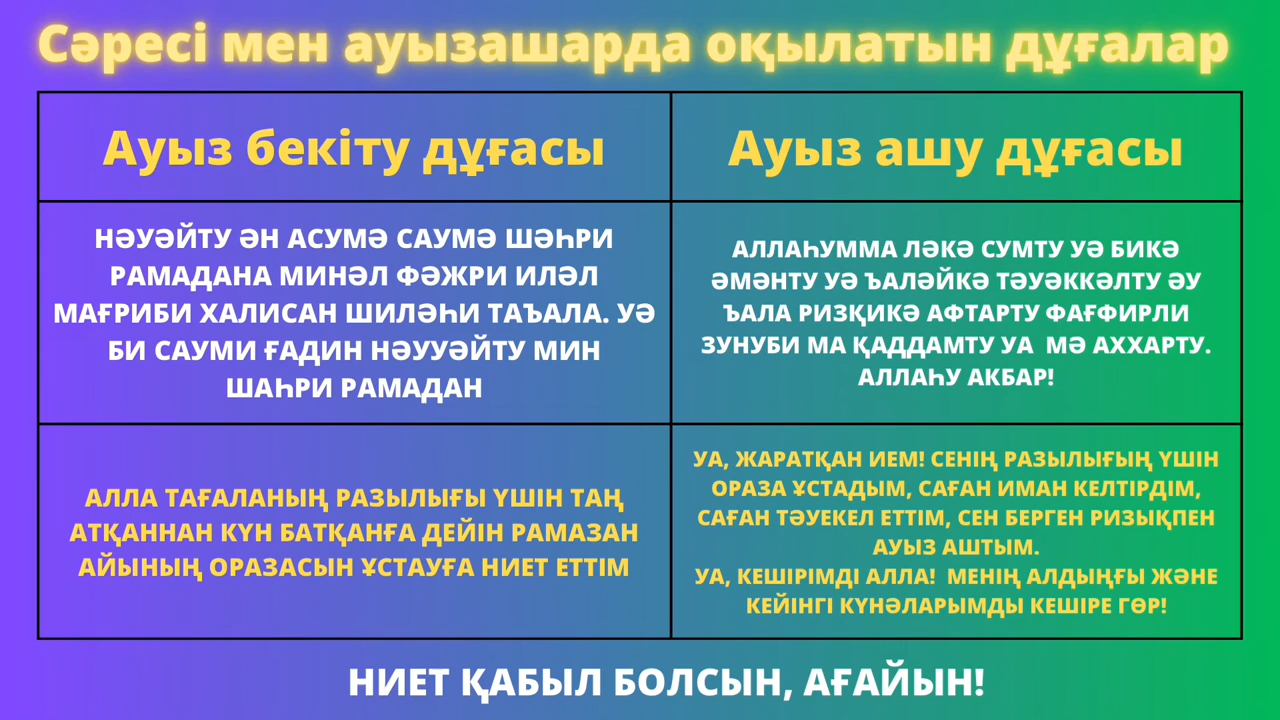 Сәресі мен ауызашарда оқылатын дұғалар
Ауыз бекіту дұғасы
Ауыз ашу дұғасы
НӘУӘЙТУ ӘН АСУМӘ САУМӘ ШӘҺРИ
РАМАДАНА МИНӘЛ ФӘЖРИ ИЛӘЛ
МАҒРИБИ ХАЛИСАН ШИЛӘҺИ ТАЪАЛА. УӘ
БИ САУМИ ҒАДИН НӘУУӘЙТУ МИН
ШАҺРИ РАМАДАН
АЛЛАҺУММА ЛӘКӘ СУМТУ УӘ БИКӘ
ӘМӘНТУ УӘ ЪАЛӘЙКӘ ТӘУӘККӘЛТУ ӘУ
ЪАЛА РИЗҚИКӘ АФТАРТУ ФАҒФИРЛИ
ЗУНУБИ МА ҚАДДАМТУ УА  МӘ АХХАРТУ.
АЛЛАҺУ АКБАР!
АЛЛА ТАҒАЛАНЫҢ РАЗЫЛЫҒЫ ҮШІН ТАҢ
АТҚАННАН КҮН БАТҚАНҒА ДЕЙІН РАМАЗАН
АЙЫНЫҢ ОРАЗАСЫН ҰСТАУҒА НИЕТ ЕТТІМ
УА, ЖАРАТҚАН ИЕМ! СЕНІҢ РАЗЫЛЫҒЫҢ ҮШІН
ОРАЗА ҰСТАДЫМ, САҒАН ИМАН КЕЛТІРДІМ,
САҒАН ТӘУЕКЕЛ ЕТТІМ, СЕН БЕРГЕН РИЗЫҚПЕН
АУЫЗ АШТЫМ.
УА, КЕШІРІМДІ АЛЛА!  МЕНІҢ АЛДЫҢҒЫ ЖӘНЕ
КЕЙІНГІ КҮНӘЛАРЫМДЫ КЕШІРЕ ГӨР!
НИЕТ ҚАБЫЛ БОЛСЫН, АҒАЙЫН!